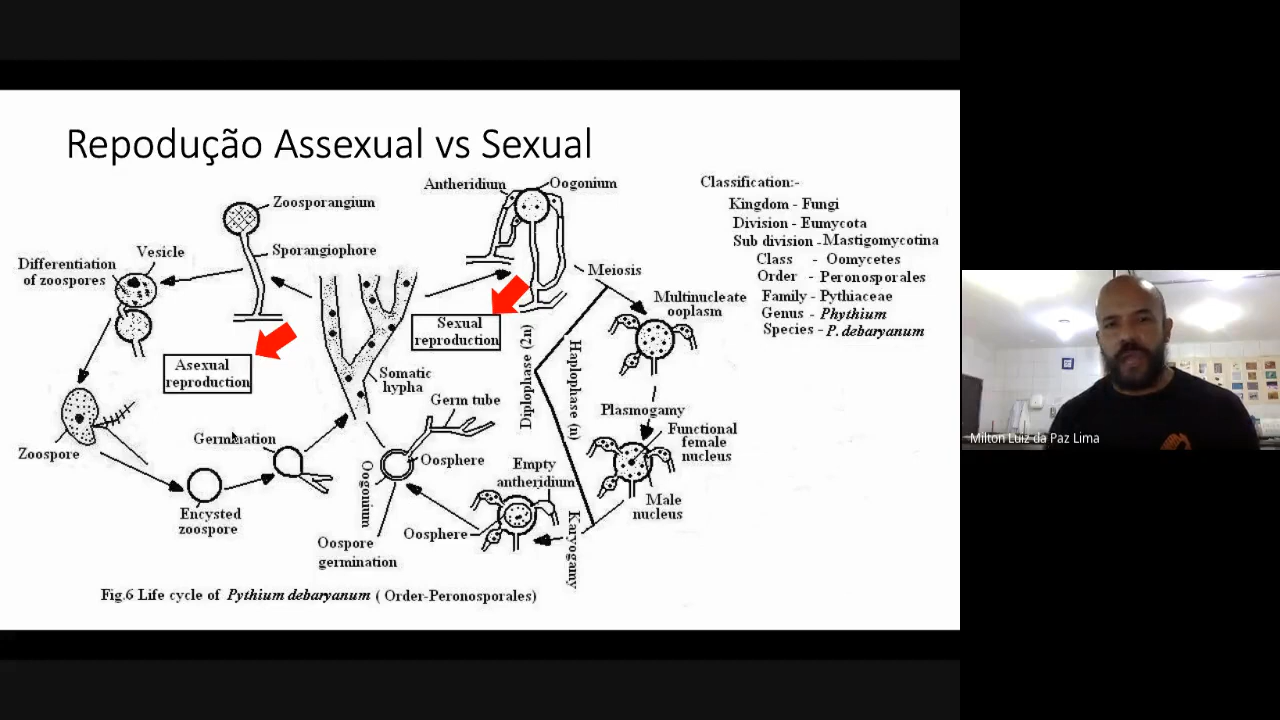 Repodução Assexual vs Sexual
Zoosporangium
Sporangiophore
Vesicle
Differentiation
of zoospores
Asexual
reproduction
Zoospore
Encysted
zoospore
Germination
Somatic
hypha
Antheridium
Oogonium
Sexual
reproduction
Meiosis
Multinucleate
ooplasm
Diplophase (2n)
Haplophase (n)
Plasmogamy
Functional
female
nucleus
Male
nucleus
Karyogamy
Empty
antheridium
Oosphere
Germ tube
Oosphere
Oogonium
Oospore
germination
Classification:-
Kingdom - Fungi
Division - Eumycota
Sub division - Mastigomycotina
Class - Oomycetes
Order - Peronosporales
Family - Pythiaceae
Genus - Phythium
Species - P. debaryanum
Fig.6 Life cycle of Pythium debaryanum ( Order-Peronosporales)
Milton Luiz da Paz Lima